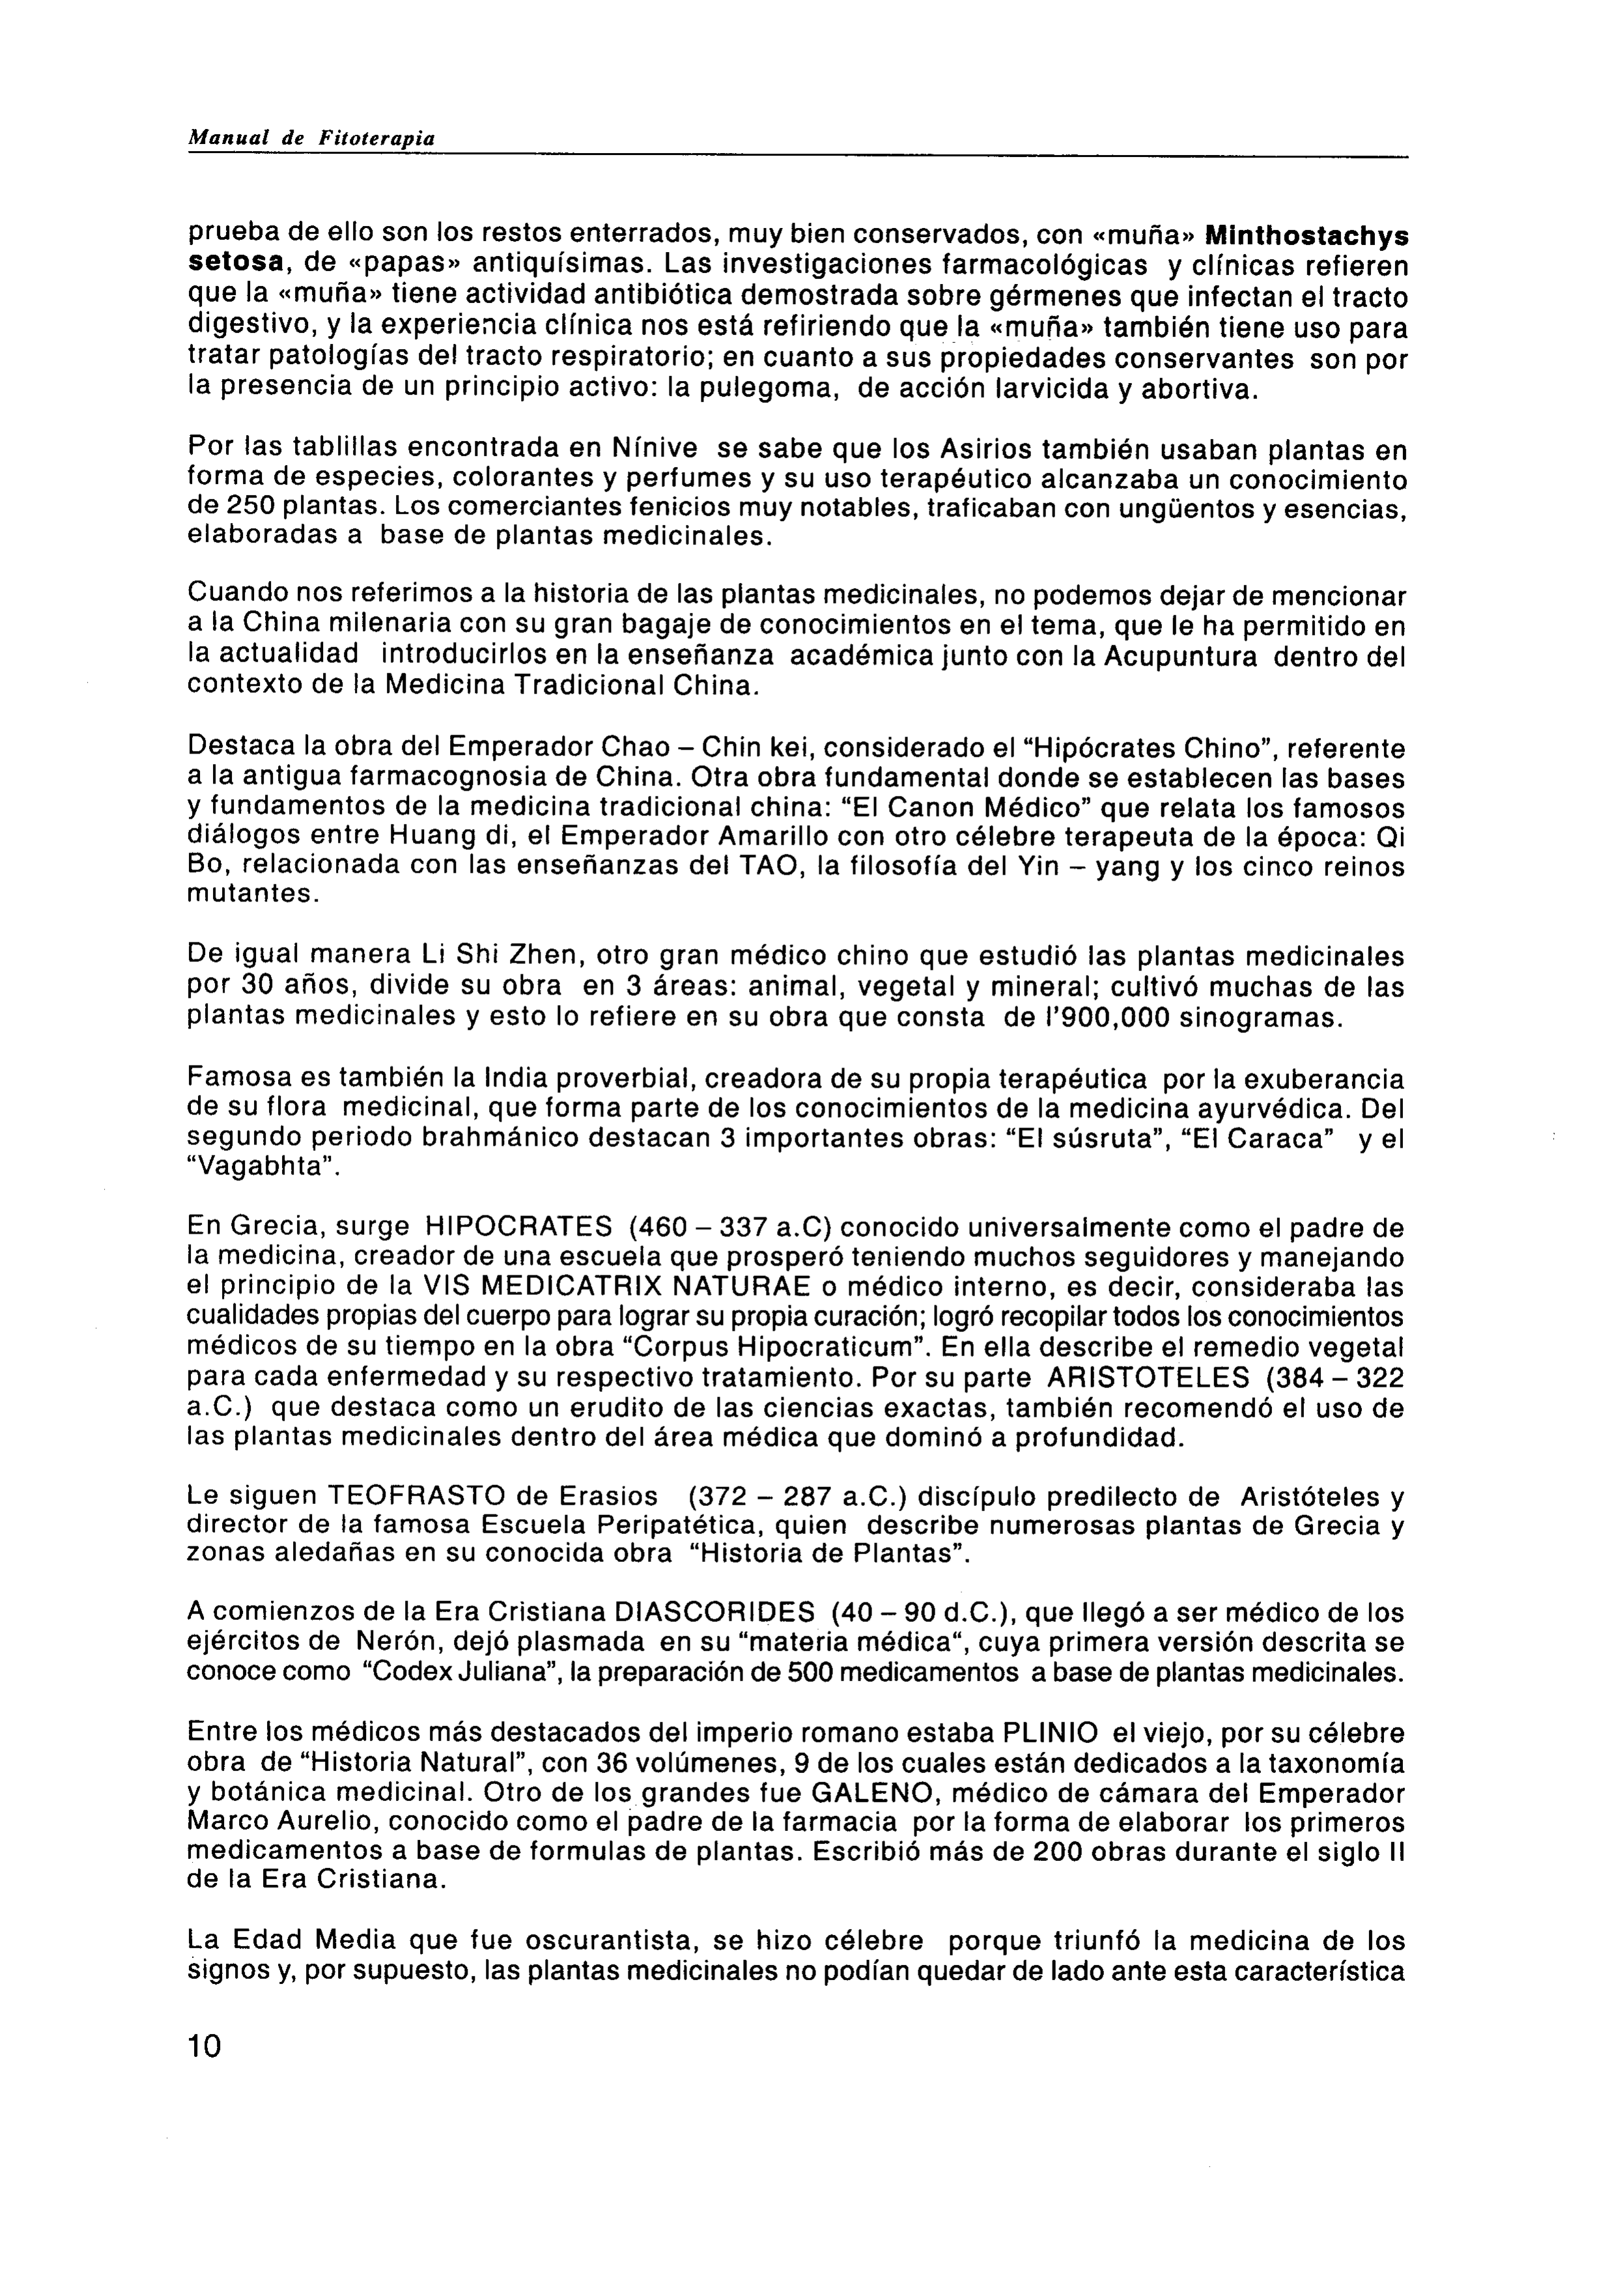 Manual de Fitoterapia
prueba de ello son los restos enterrados, muy bien conservados, con «muña» Minthostachys
setosa, de «papas» antiquísimas. Las investigaciones farmacológicas y clínicas refieren
que la «muña» tiene actividad antibiótica demostrada sobre gérmenes que infectan el tracto
digestivo, y la experiencia clínica nos está refiriendo que la «muña» también tiene uso para
tratar patologías del tracto respiratorio; en cuanto a sus propiedades conservantes son por
la presencia de un principio activo: la pulegoma, de acción larvicida y abortiva.
Por las tablillas encontrada en Nínive se sabe que los Asirios también usaban plantas en
forma de especies, colorantes y perfumes y su uso terapéutico alcanzaba un conocimiento
de 250 plantas. Los comerciantes fenicios muy notables, traficaban con ungüentos y esencias,
elaboradas a base de plantas medicinales.
Cuando nos referimos a la historia de las plantas medicinales, no podemos dejar de mencionar
a la China milenaria con su gran bagaje de conocimientos en el tema, que le ha permitido en
la actualidad introducirlos en la enseñanza académica junto con la Acupuntura dentro del
contexto de la Medicina Tradicional China.
Destaca la obra del Emperador Chao – Chin kei, considerado el “Hipócrates Chino”, referente
a la antigua farmacognosia de China. Otra obra fundamental donde se establecen las bases
y fundamentos de la medicina tradicional china: “El Canon Médico” que relata los famosos
diálogos entre Huang di, el Emperador Amarillo con otro célebre terapeuta de la época: Qi
Bo, relacionada con las enseñanzas del TAO, la filosofía del Yin – yang y los cinco reinos
mutantes.
De igual manera Li Shi Zhen, otro gran médico chino que estudió las plantas medicinales
por 30 años, divide su obra en 3 áreas: animal, vegetal y mineral; cultivó muchas de las
plantas medicinales y esto lo refiere en su obra que consta de l’900,000 sinogramas.
Famosa es también la India proverbial, creadora de su propia terapéutica por la exuberancia
de su flora medicinal, que forma parte de los conocimientos de la medicina ayurvédica. Del
segundo periodo brahmánico destacan 3 importantes obras: “El súsruta”, “El Caraca” y el
“Vagabhta”.
En Grecia, surge HIPOCRATES (460 – 337 a.C) conocido universalmente como el padre de
la medicina, creador de una escuela que prosperó teniendo muchos seguidores y manejando
el principio de la VIS MEDICATRIX NATURAE o médico interno, es decir, consideraba las
cualidades propias del cuerpo para lograr su propia curación; logró recopilar todos los conocimientos
médicos de su tiempo en la obra “Corpus Hipocraticum”. En ella describe el remedio vegetal
para cada enfermedad y su respectivo tratamiento. Por su parte ARISTOTELES (384 – 322
a.C.) que destaca como un erudito de las ciencias exactas, también recomendó el uso de
las plantas medicinales dentro del área médica que dominó a profundidad.
Le siguen TEOFRASTO de Erasios (372 – 287 a.C.) discípulo predilecto de Aristóteles y
director de la famosa Escuela Peripatética, quien describe numerosas plantas de Grecia y
zonas aledañas en su conocida obra “Historia de Plantas”.
A comienzos de la Era Cristiana DIASCORIDES (40 – 90 d.C.), que llegó a ser médico de los
ejércitos de Nerón, dejó plasmada en su “materia médica“, cuya primera versión descrita se
conoce como “Codex Juliana”, la preparación de 500 medicamentos a base de plantas medicinales.
Entre los médicos más destacados del imperio romano estaba PLINIO el viejo, por su célebre
obra de “Historia Natural”, con 36 volúmenes, 9 de los cuales están dedicados a la taxonomía
y botánica medicinal. Otro de los grandes fue GALENO, médico de cámara del Emperador
Marco Aurelio, conocido como el padre de la farmacia por la forma de elaborar los primeros
medicamentos a base de formulas de plantas. Escribió más de 200 obras durante el siglo II
de la Era Cristiana.
La Edad Media que fue oscurantista, se hizo célebre porque triunfó la medicina de los
signos y, por supuesto, las plantas medicinales no podían quedar de lado ante esta característica
10